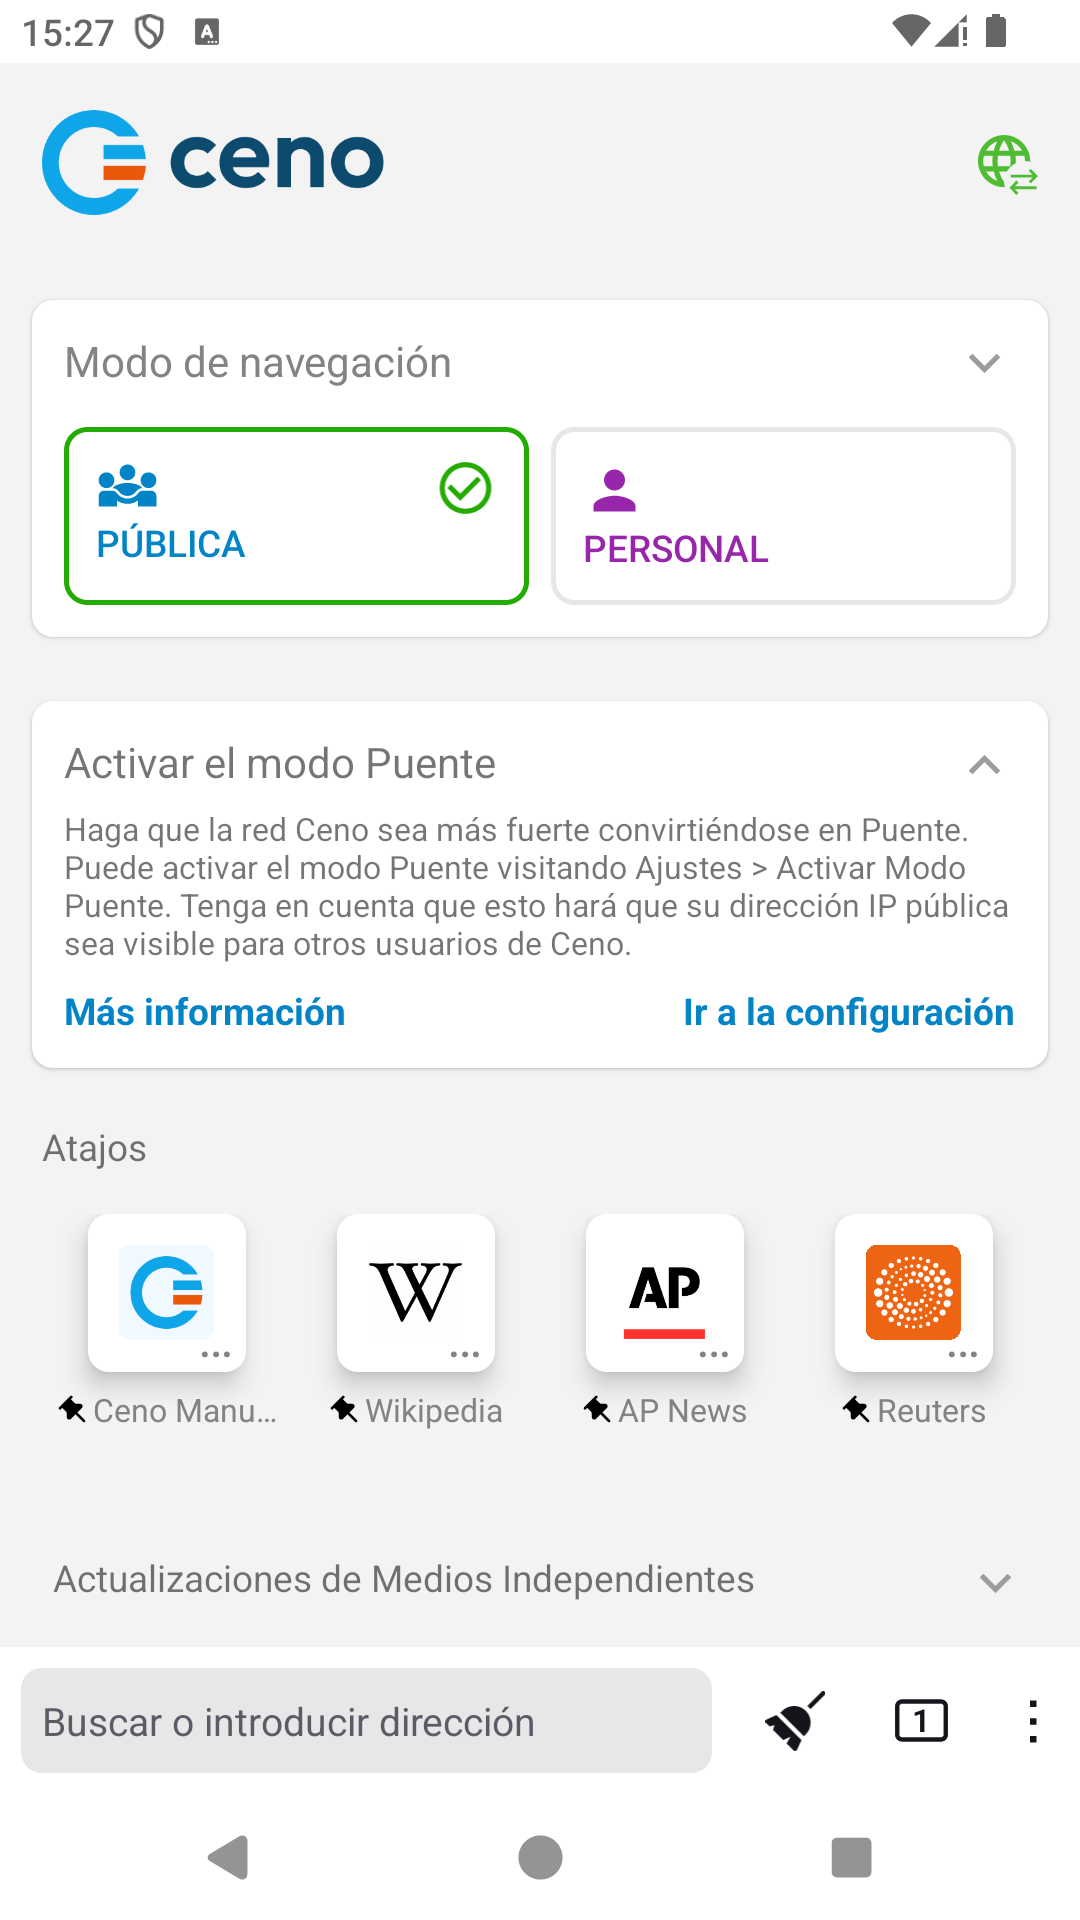 15:27
ceno
Modo de navegación
PÚBLICA
PERSONAL
Activar el modo Puente
Haga que la red Ceno sea más fuerte convirtiéndose en Puente.
Puede activar el modo Puente visitando Ajustes > Activar Modo
Puente. Tenga en cuenta que esto hará que su dirección IP pública
sea visible para otros usuarios de Ceno.
Más información
Ir a la configuración
Atajos
W
AP
Ceno Manu...
Wikipedia
AP News
Reuters
Actualizaciones de Medios Independientes
Buscar o introducir dirección
1